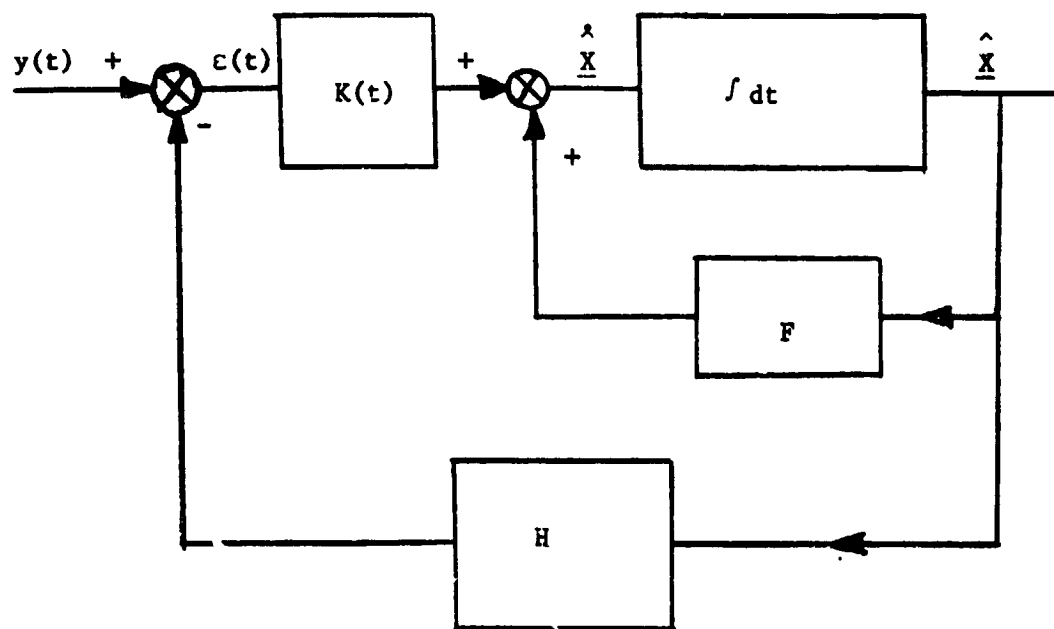 y(t) + ε(t) K(t) + X̂̇ ∫ dt X̂
-
+
F
H